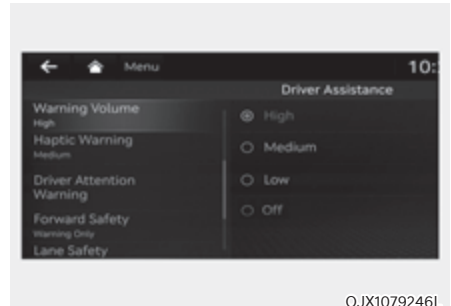 Menu
10:
Driver Assistance
Warning Volume
High
Haptic Warning
Medium
Driver Attention
Warning
Forward Safety
Warning Only
Lane Safety
High
Medium
Low
Off
OJX1079246L